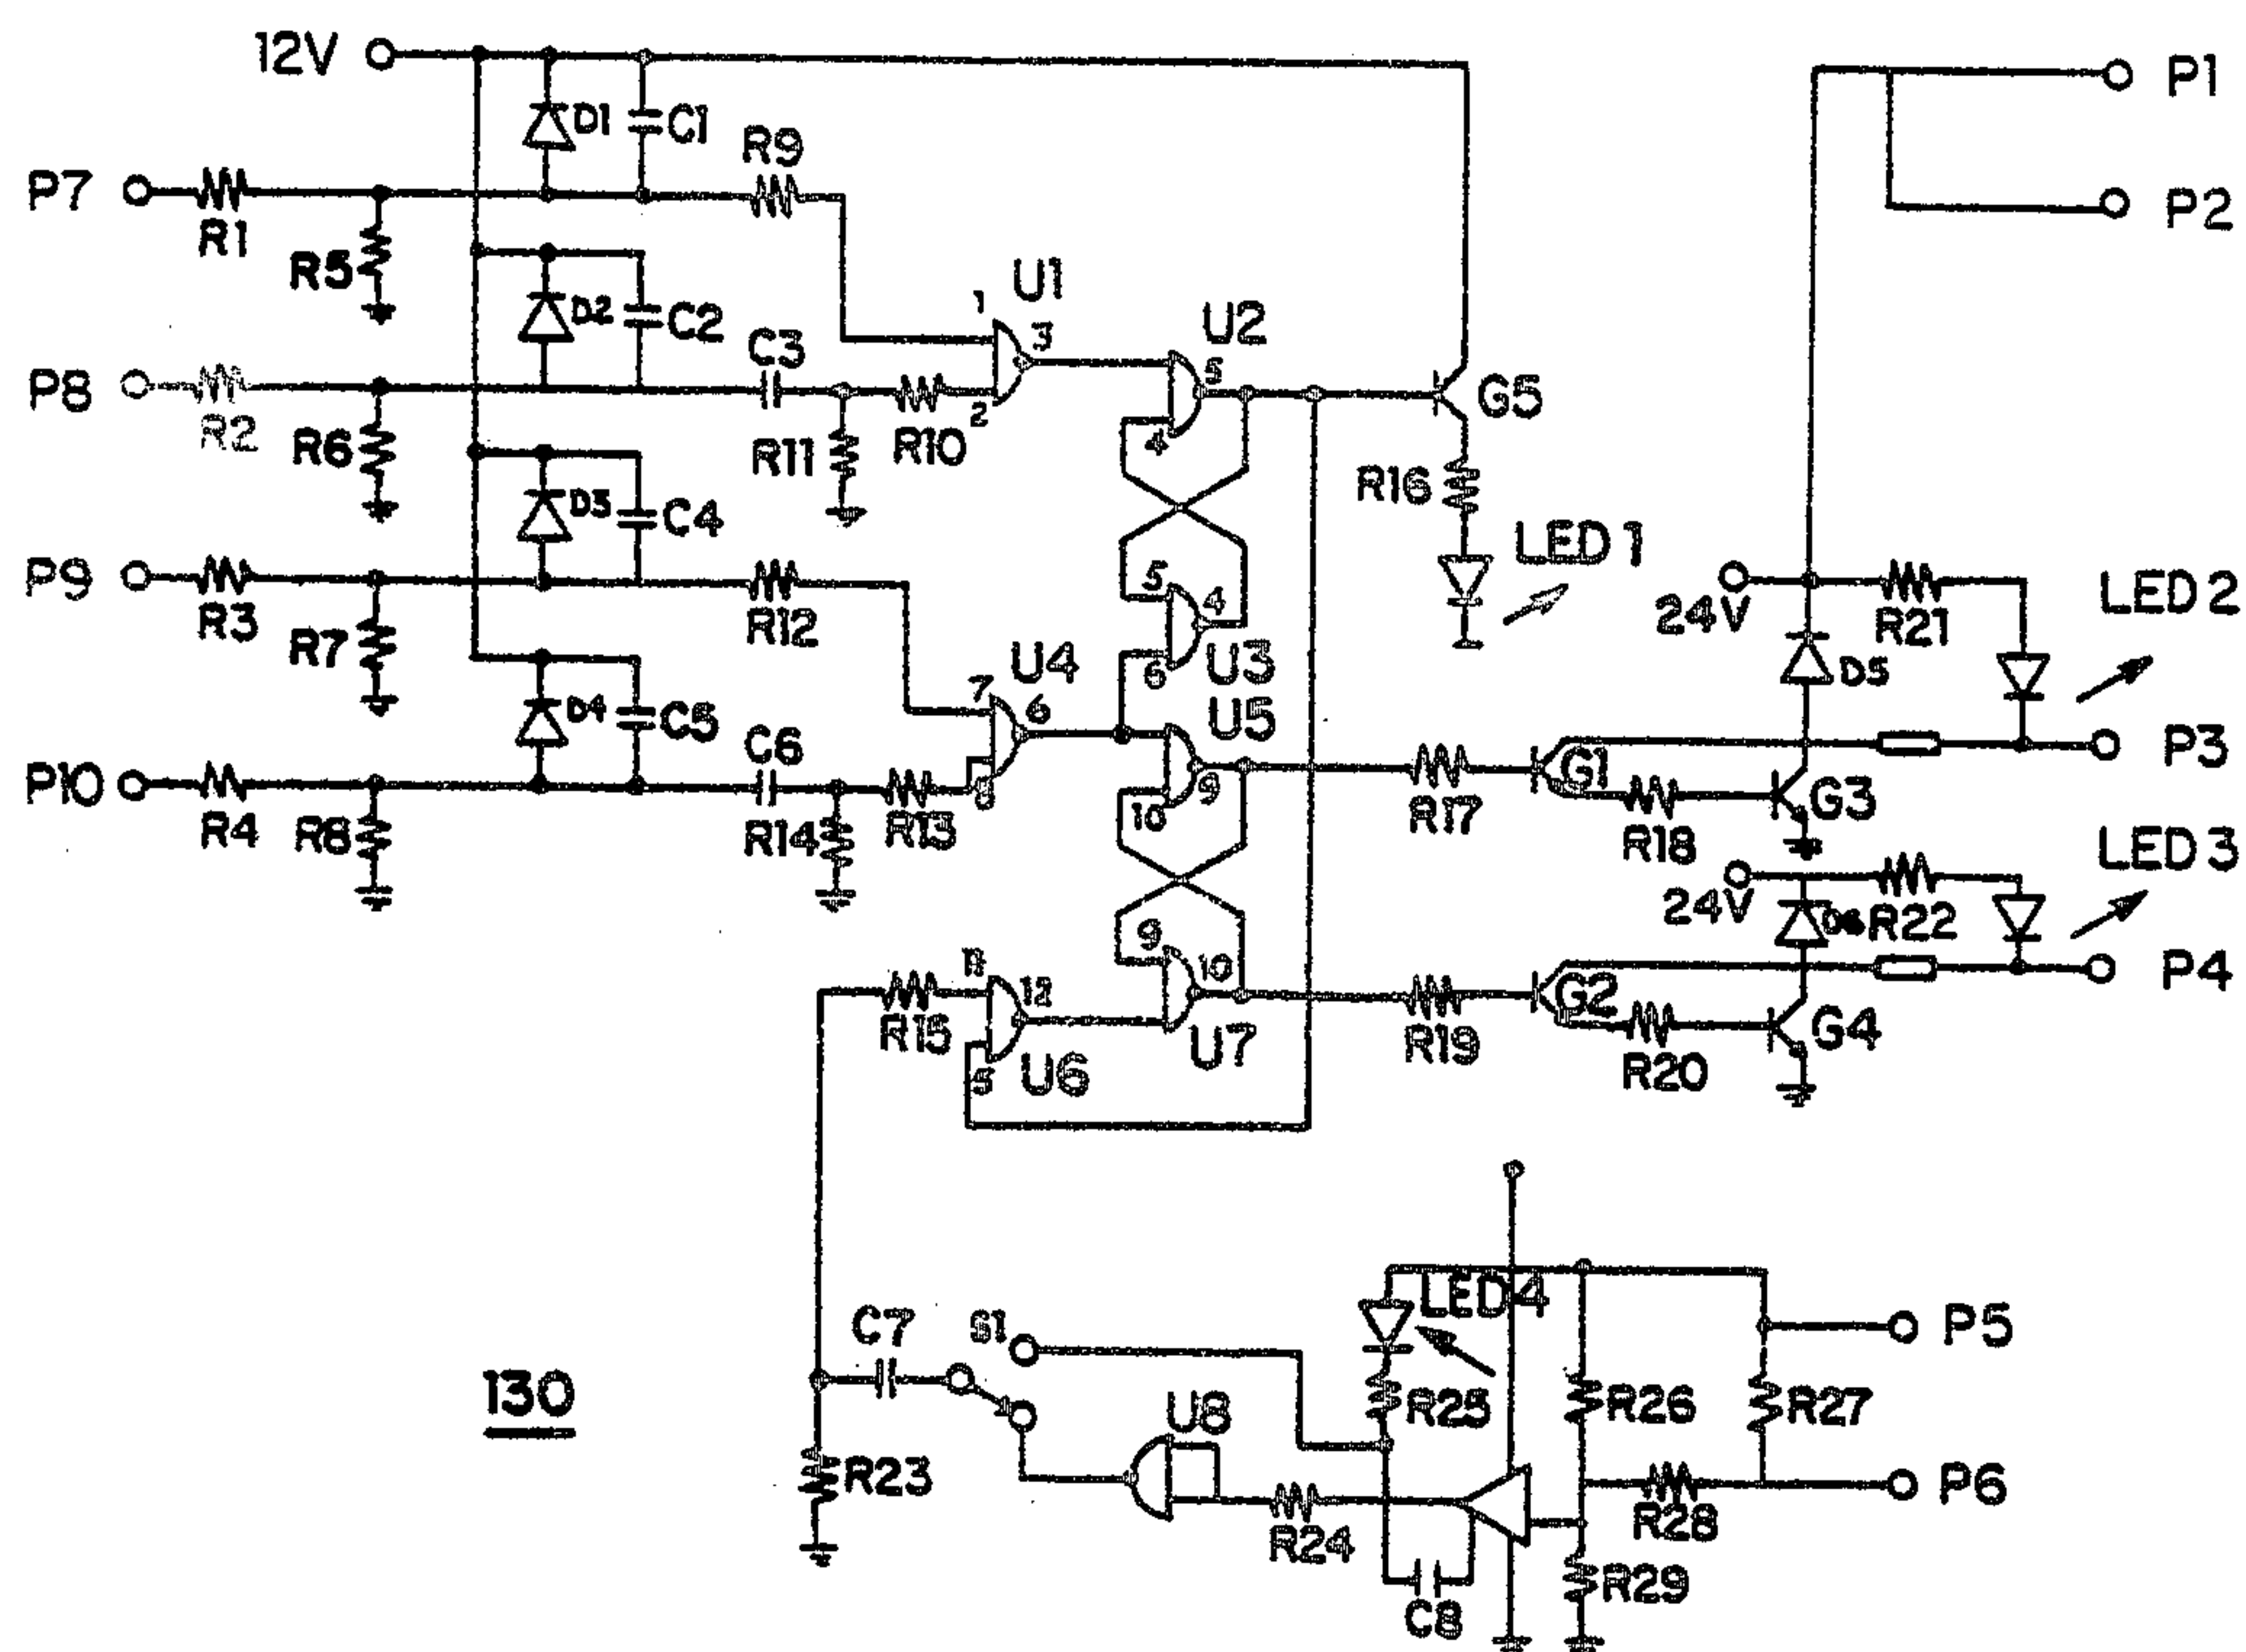 12V
P1
D1
C1
R9
P7
R1
P2
R5
U1
D2
C2
1
3
U2
C3
5
P8
R2
R6
2
G5
R11
R10
4
R16
D3
C4
LED 1
P9
R3
R7
R12
5
4
24V
R21
LED 2
U4
6
U3
D5
D4
C5
7
6
U5
P3
C6
G1
P10
R4
R8
R14
R13
8
10
9
R17
R18
G3
LED 3
24V
D6
R22
9
11
12
10
G2
P4
R15
5
U6
U7
R19
R20
G4
LED 4
C7
S1
P5
130
U8
R25
R26
R27
R23
R24
R28
P6
C8
R29